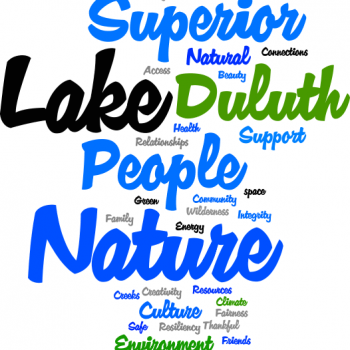 Superior
Natural Connections
Access Beauty
Lake Duluth
Health Support
Relationships
People
space
Green Community
Family Wilderness Integrity
Energy
Nature
Creeks Creativity Resources
Climate
Culture Fairness
Safe Resiliency Thankful
Environment Friends